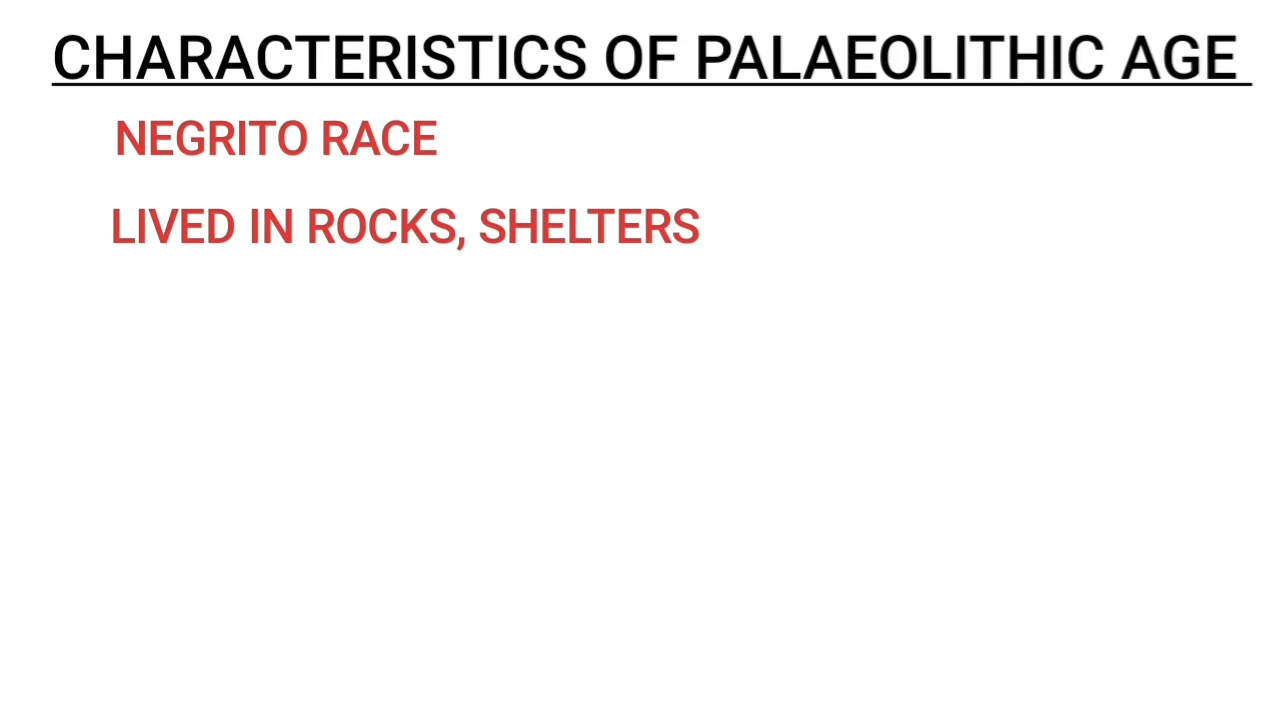 CHARACTERISTICS OF PALAEOLITHIC AGE
NEGRITO RACE
LIVED IN ROCKS, SHELTERS